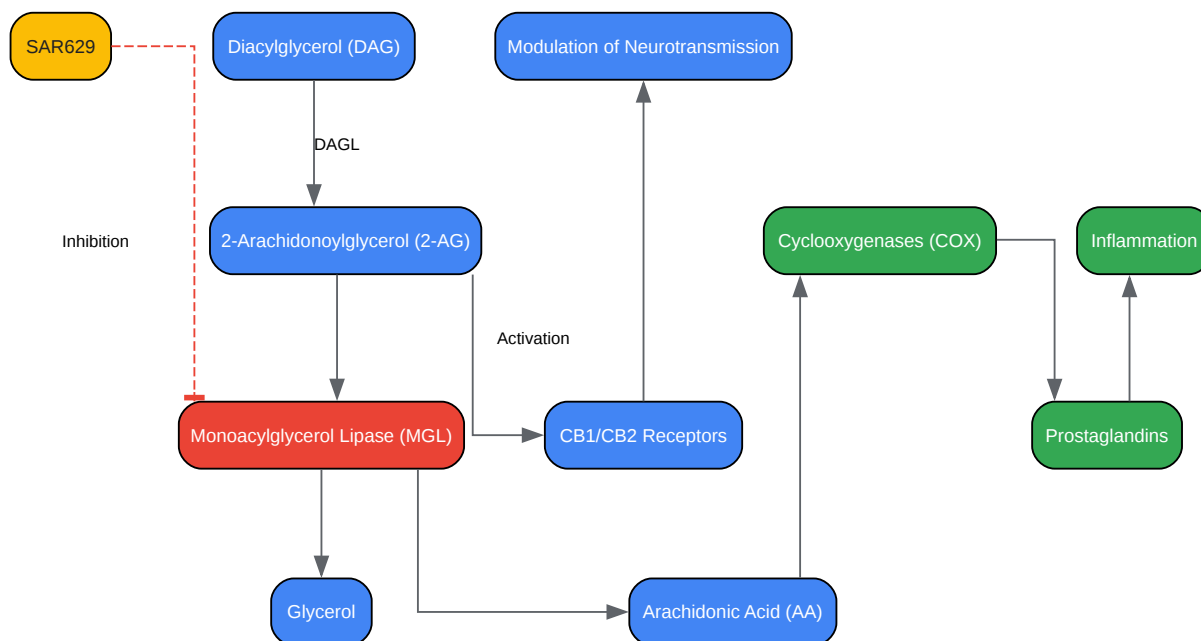 SAR629
Diacylglycerol (DAG)
Modulation of Neurotransmission
DAGL
Inhibition
2-Arachidonoylglycerol (2-AG)
Cyclooxygenases (COX)
Inflammation
Activation
Monoacylglycerol Lipase (MGL)
CB1/CB2 Receptors
Prostaglandins
Glycerol
Arachidonic Acid (AA)